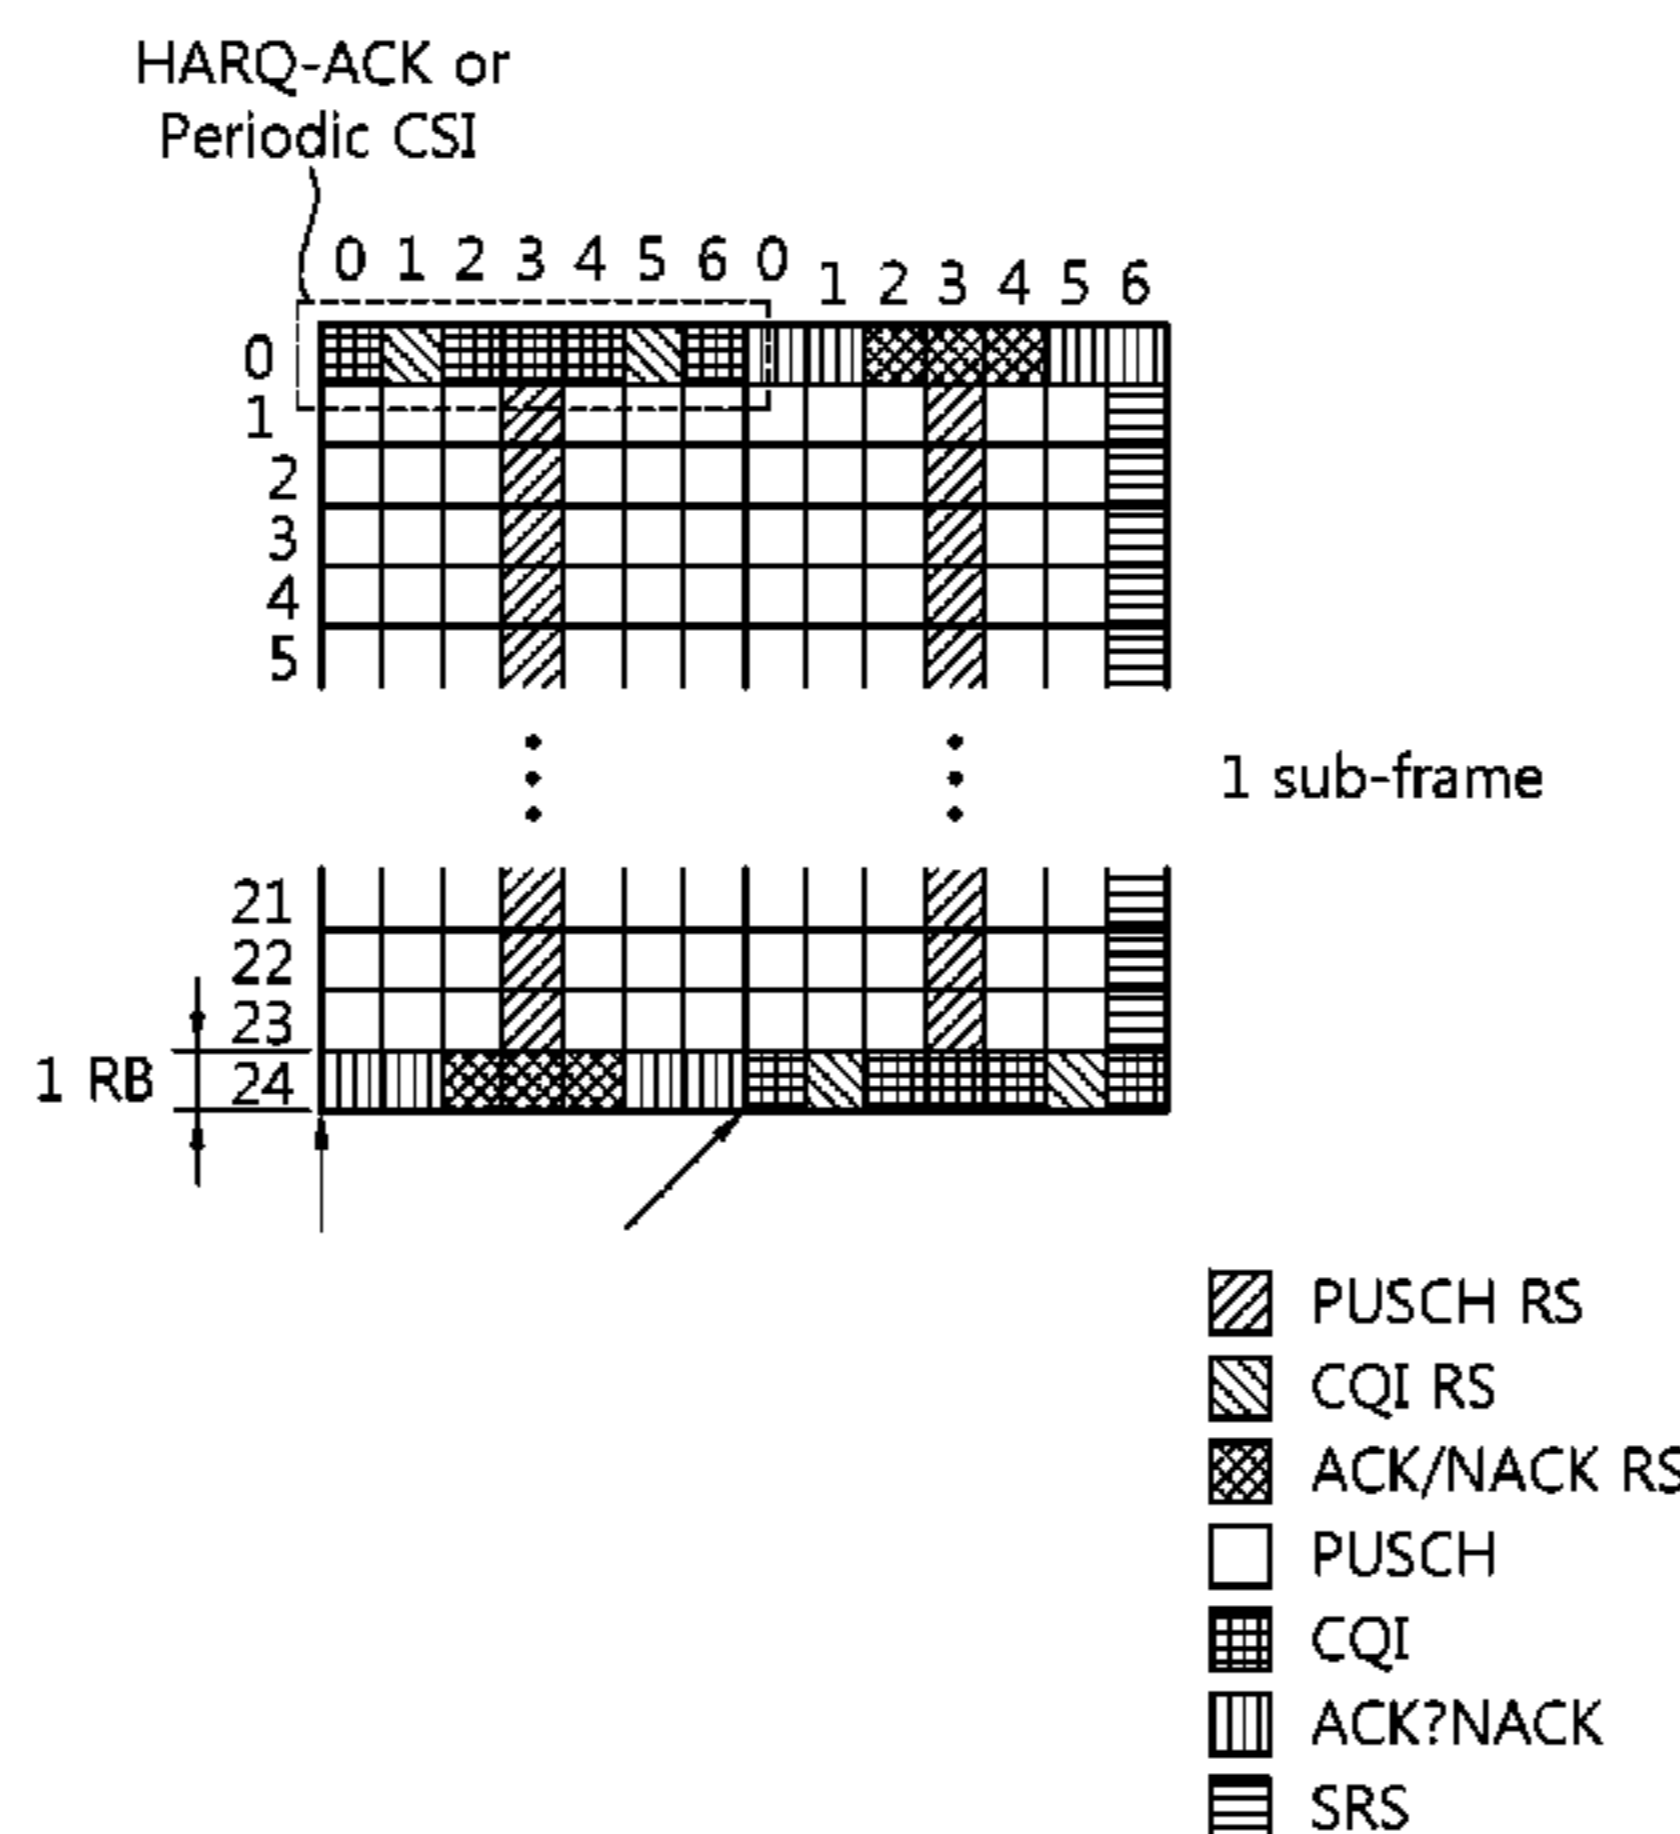 HARQ-ACK or
Periodic CSI
0 1 2 3 4 5 6 0 1 2 3 4 5 6
0
1
2
3
4
5
1 sub-frame
21
22
23
1 RB 24
PUSCH RS
CQI RS
ACK/NACK RS
PUSCH
CQI
ACK?NACK
SRS